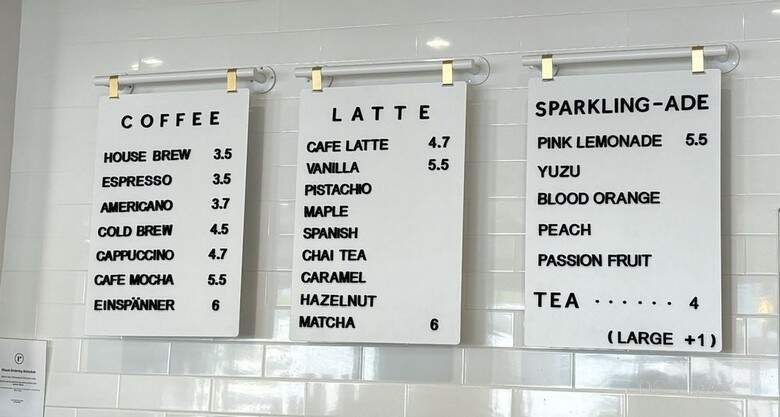 COFFEE
HOUSE BREW 3.5
ESPRESSO 3.5
AMERICANO 3.7
COLD BREW 4.5
CAPPUCCINO 4.7
CAFE MOCHA 5.5
EINSPÄNNER 6
LATTE
CAFE LATTE 4.7
VANILLA 5.5
PISTACHIO
MAPLE
SPANISH
CHAI TEA
CARAMEL
HAZELNUT
MATCHA 6
SPARKLING-ADE
PINK LEMONADE 5.5
YUZU
BLOOD ORANGE
PEACH
PASSION FRUIT
TEA ······ 4
(LARGE +1)